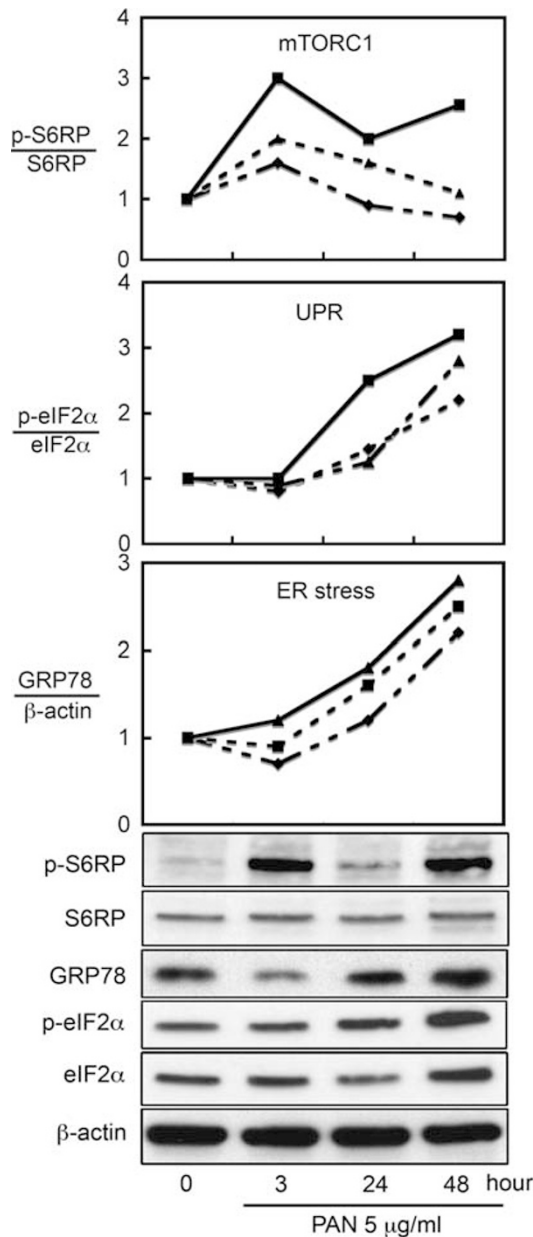 4
mTORC1
3
p-S6RP
S6RP
2
1
0
4
UPR
3
p-eIF2α
eIF2α
2
1
0
3
ER stress
2
GRP78
β-actin
1
0
p-S6RP
S6RP
GRP78
p-eIF2α
eIF2α
β-actin
0 3 24 48 hour
PAN 5 μg/ml